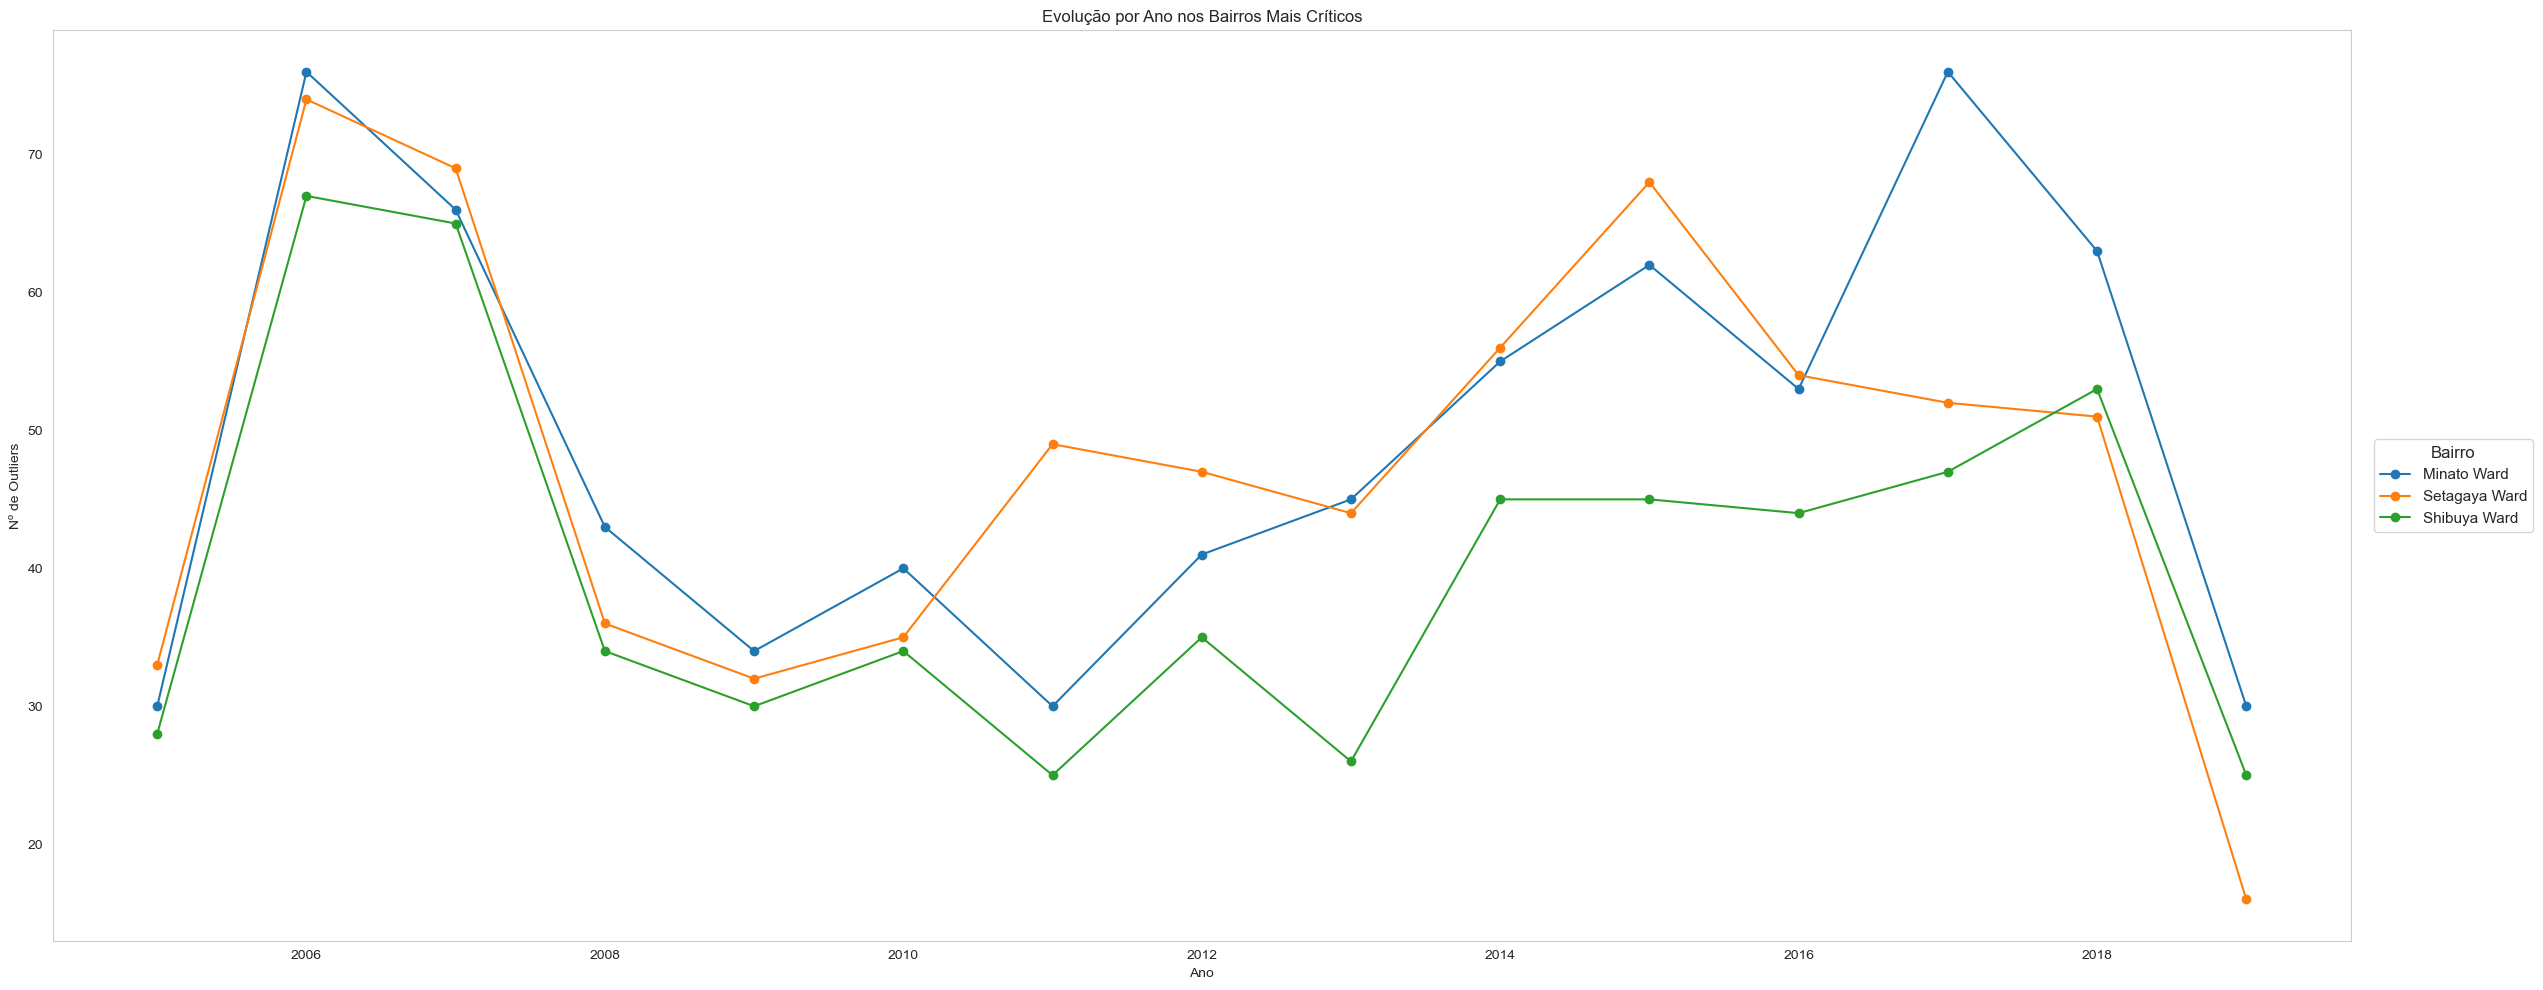 Evolução por Ano nos Bairros Mais Críticos
Nº de Outliers
70
60
50
40
30
20
2006 2008 2010 2012 2014 2016 2018
Ano
Bairro
Minato Ward
Setagaya Ward
Shibuya Ward